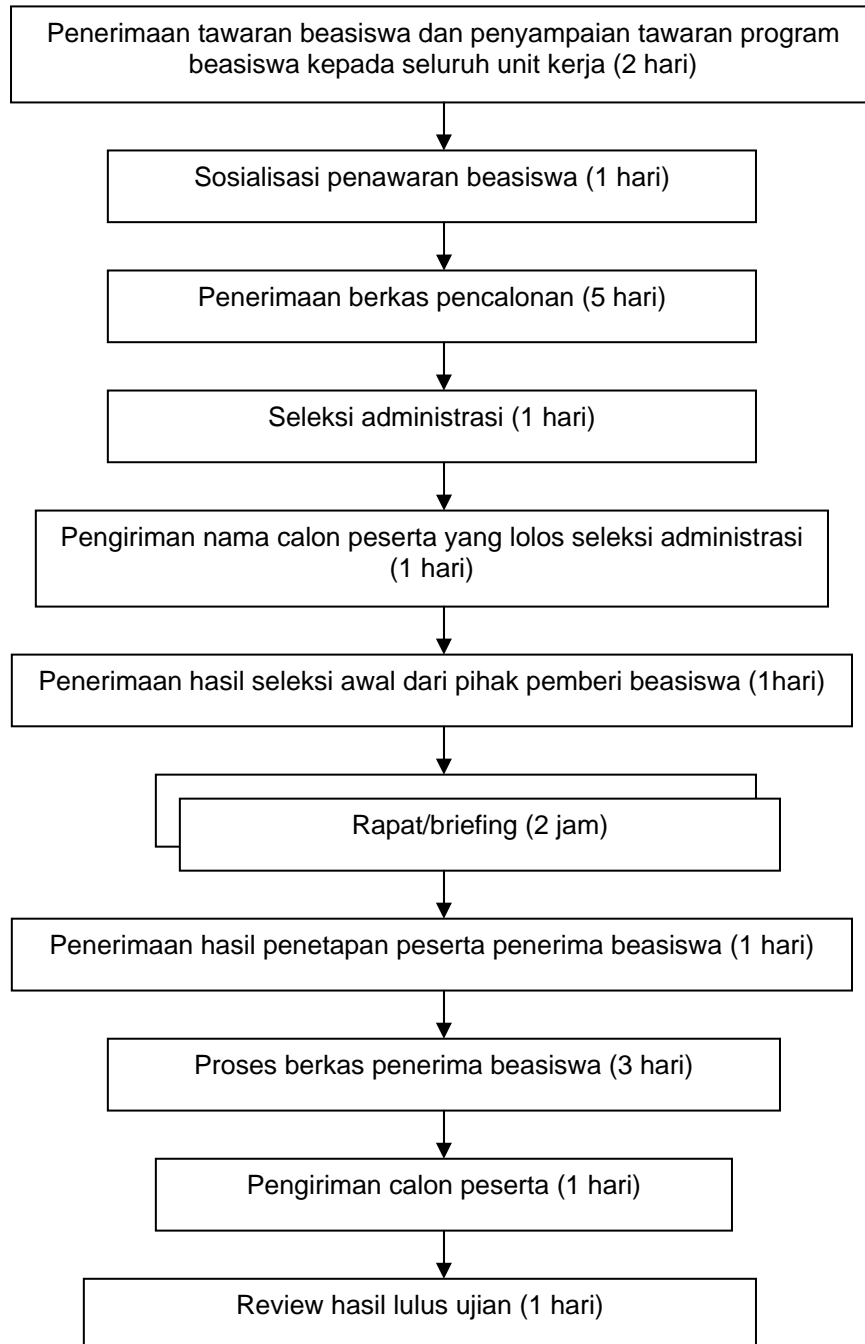 Penerimaan tawaran beasiswa dan penyampaian tawaran program
beasiswa kepada seluruh unit kerja (2 hari)
Sosialisasi penawaran beasiswa (1 hari)
Penerimaan berkas pencalonan (5 hari)
Seleksi administrasi (1 hari)
Pengiriman nama calon peserta yang lolos seleksi administrasi
(1 hari)
Penerimaan hasil seleksi awal dari pihak pemberi beasiswa (1hari)
Rapat/briefing (2 jam)
Penerimaan hasil penetapan peserta penerima beasiswa (1 hari)
Proses berkas penerima beasiswa (3 hari)
Pengiriman calon peserta (1 hari)
Review hasil lulus ujian (1 hari)